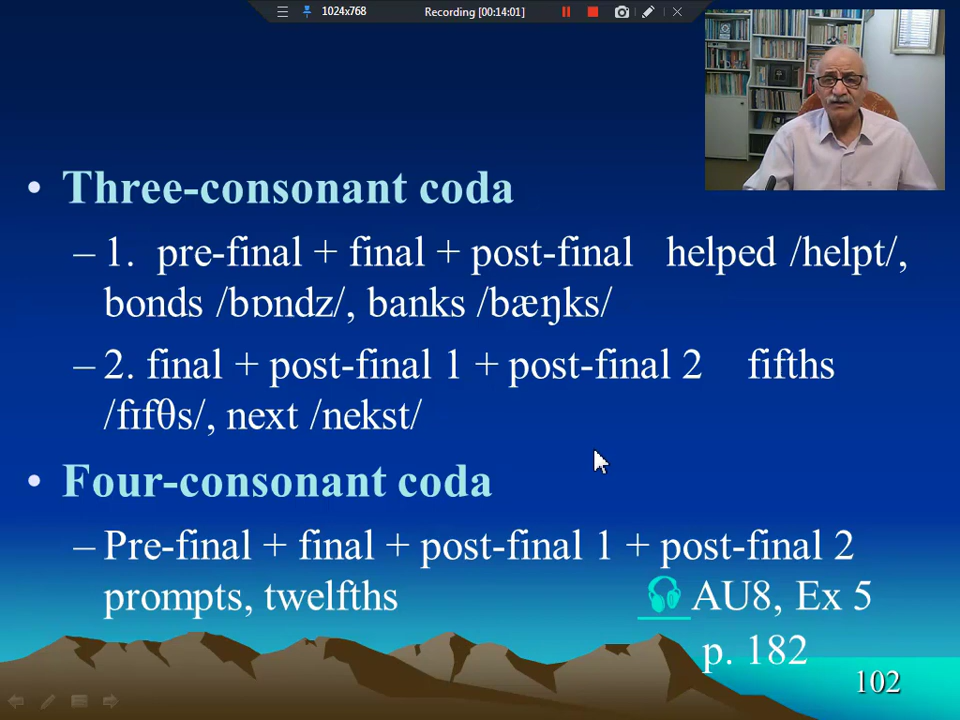 1024x768 Recording [00:14:01]
• Three-consonant coda
– 1. pre-final + final + post-final helped /helpt/,
bonds /bɒndz/, banks /bæŋks/
– 2. final + post-final 1 + post-final 2 fifths
/fɪfθs/, next /nekst/
• Four-consonant coda
– Pre-final + final + post-final 1 + post-final 2
prompts, twelfths AU8, Ex 5
p. 182
102